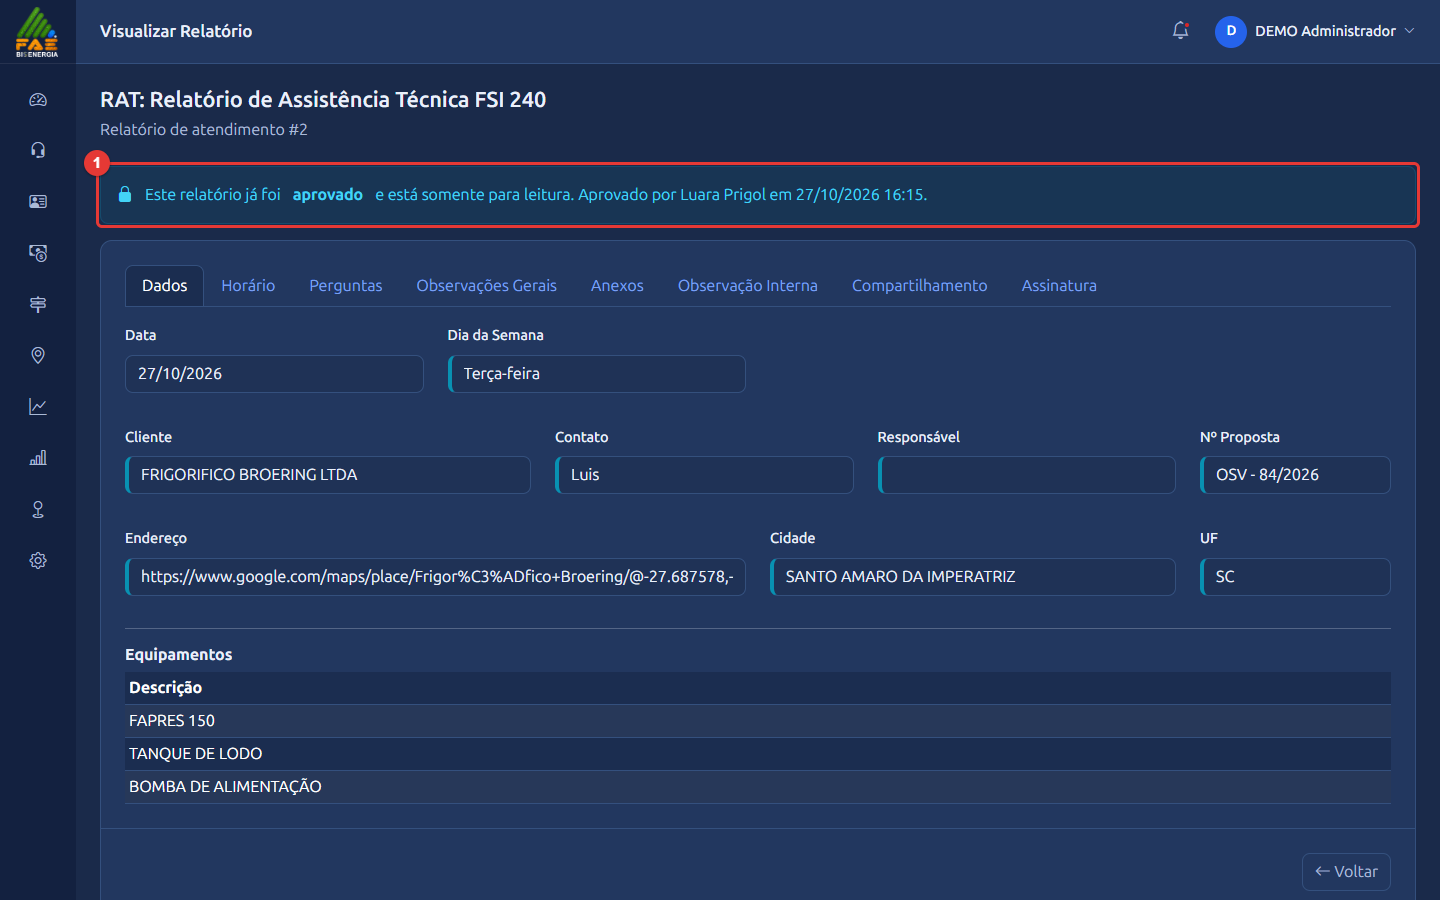 FAE
BIOENERGIA
Visualizar Relatório
D
DEMO Administrador
RAT: Relatório de Assistência Técnica FSI 240
Relatório de atendimento #2
1
Este relatório já foi aprovado e está somente para leitura. Aprovado por Luara Prigol em 27/10/2026 16:15.
Dados Horário Perguntas Observações Gerais Anexos Observação Interna Compartilhamento Assinatura
Data Dia da Semana
27/10/2026 Terça-feira
Cliente Contato Responsável Nº Proposta
FRIGORIFICO BROERING LTDA Luis OSV - 84/2026
Endereço Cidade UF
https://www.google.com/maps/place/Frigor%C3%ADfico+Broering/@-27.687578,- SANTO AMARO DA IMPERATRIZ SC
Equipamentos
Descrição
FAPRES 150
TANQUE DE LODO
BOMBA DE ALIMENTAÇÃO
Voltar